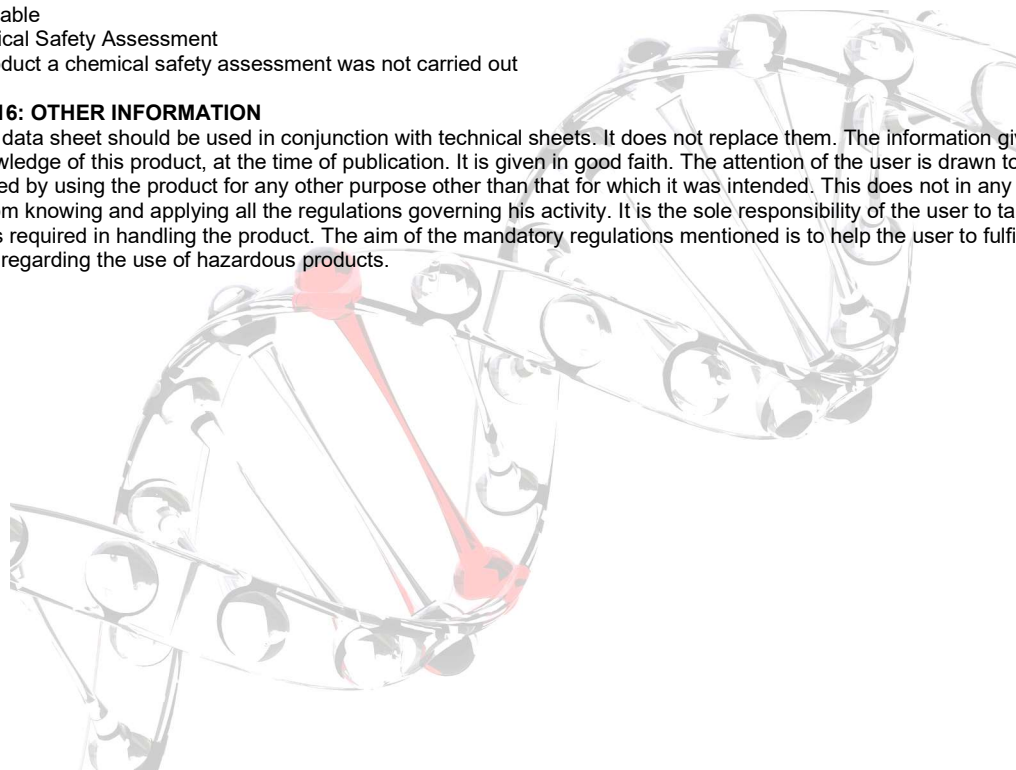 able
ical Safety Assessment
duct a chemical safety assessment was not carried out
16: OTHER INFORMATION
data sheet should be used in conjunction with technical sheets. It does not replace them. The information gi
wledge of this product, at the time of publication. It is given in good faith. The attention of the user is drawn to
ed by using the product for any other purpose other than that for which it was intended. This does not in any
om knowing and applying all the regulations governing his activity. It is the sole responsibility of the user to ta
s required in handling the product. The aim of the mandatory regulations mentioned is to help the user to fulfi
regarding the use of hazardous products.